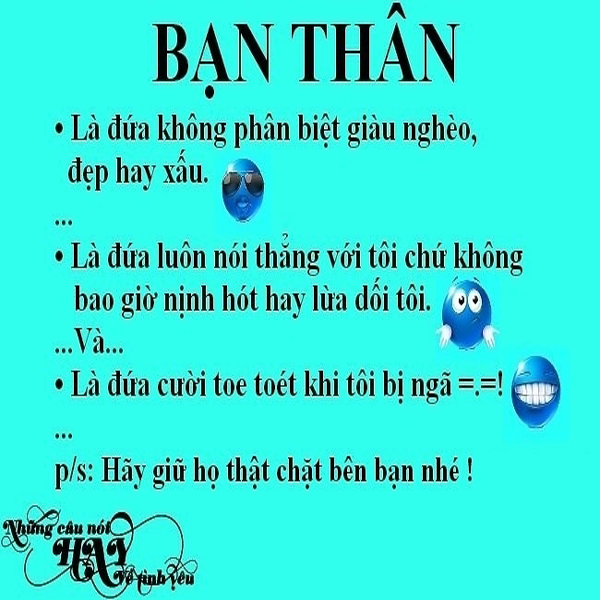 BẠN THÂN
• Là đứa không phân biệt giàu nghèo,
đẹp hay xấu.
...
• Là đứa luôn nói thẳng với tôi chứ không
bao giờ nịnh hót hay lừa dối tôi.
...Và...
• Là đứa cười toe toét khi tôi bị ngã =.=!
...
p/s: Hãy giữ họ thật chặt bên bạn nhé !
Những câu nói
HAY
Về tình yêu